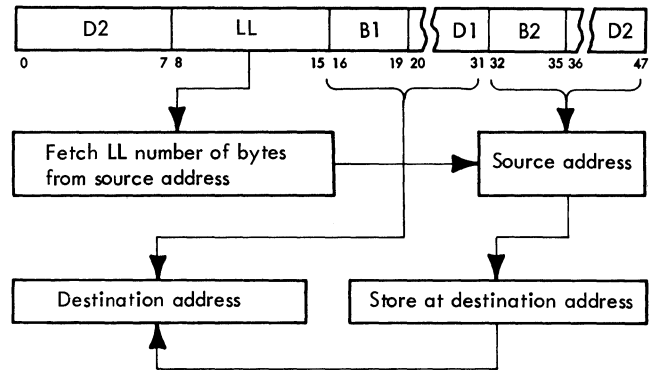 D2 LL B1 D1 B2 D2
0 7 8 15 16 19 20 31 32 35 36 47
Fetch LL number of bytes
from source address
Source address
Destination address
Store at destination address